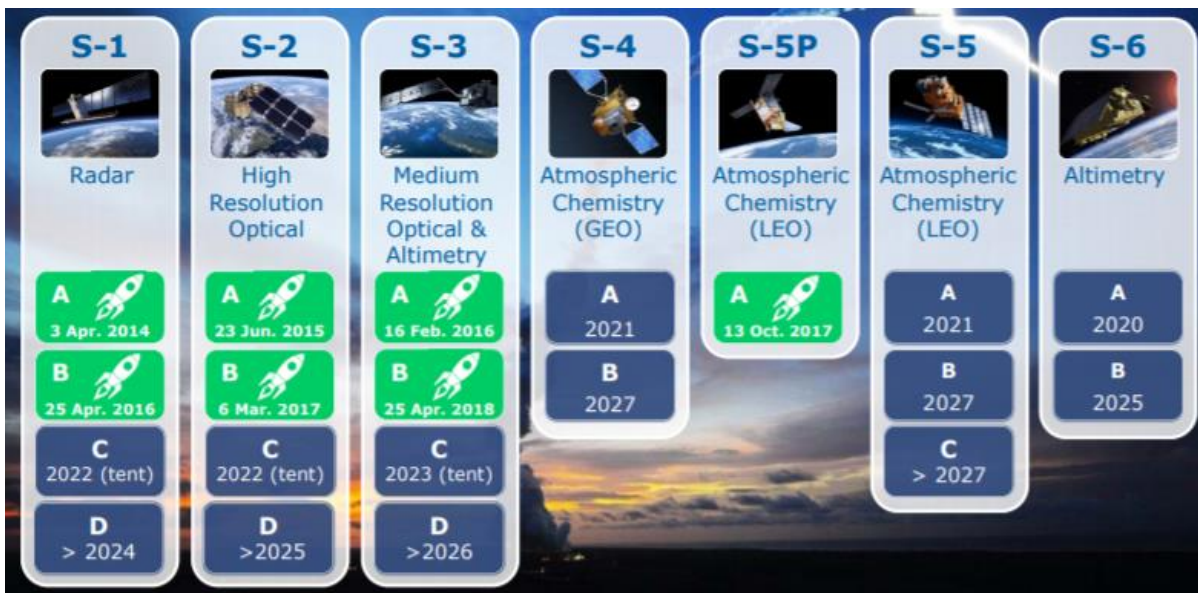 S-1
Radar
A
3 Apr. 2014
B
25 Apr. 2016
C
2022 (tent)
D
> 2024
S-2
High
Resolution
Optical
A
23 Jun. 2015
B
6 Mar. 2017
C
2022 (tent)
D
>2025
S-3
Medium
Resolution
Optical &
Altimetry
A
16 Feb. 2016
B
25 Apr. 2018
C
2023 (tent)
D
>2026
S-4
Atmospheric
Chemistry
(GEO)
A
2021
B
2027
S-5P
Atmospheric
Chemistry
(LEO)
A
13 Oct. 2017
S-5
Atmospheric
Chemistry
(LEO)
A
2021
B
2027
C
> 2027
S-6
Altimetry
A
2020
B
2025